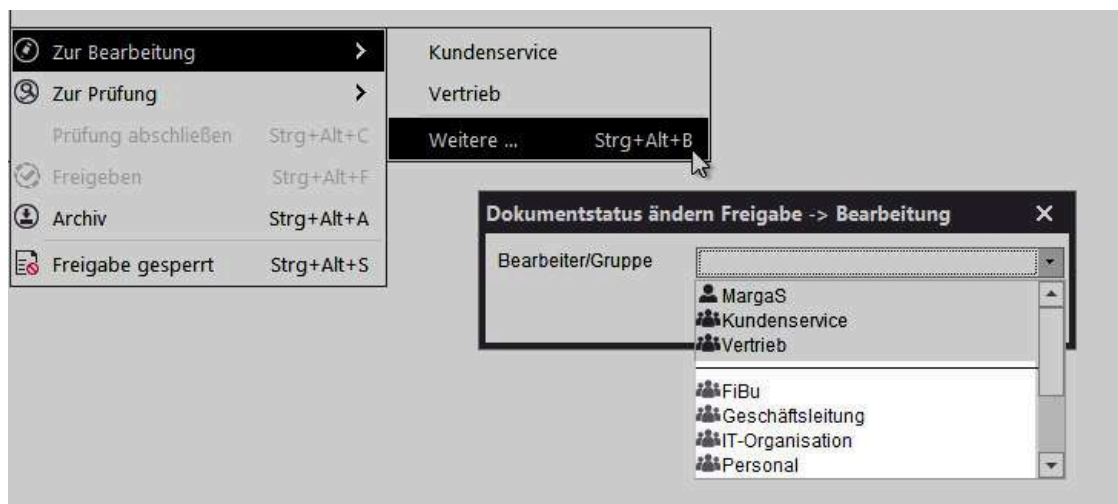 Zur Bearbeitung
Zur Prüfung
Prüfung abschließen Strg+Alt+C
Freigeben Strg+Alt+F
Archiv Strg+Alt+A
Freigabe gesperrt Strg+Alt+S
Kundenservice
Vertrieb
Weitere ... Strg+Alt+B
Dokumentstatus ändern Freigabe -> Bearbeitung
Bearbeiter/Gruppe
MargaS
Kundenservice
Vertrieb
FiBu
Geschäftsleitung
IT-Organisation
Personal